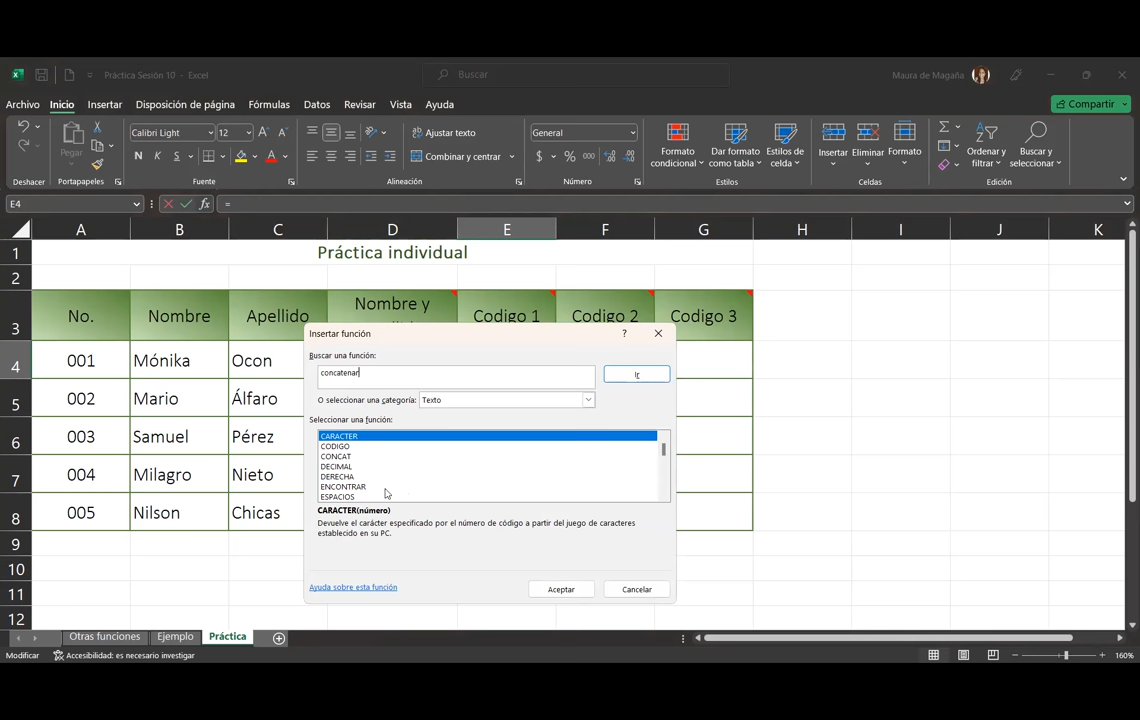 Práctica Sesión 10 - Excel
Buscar
Maura de Magaña
Archivo Inicio Insertar Disposición de página Fórmulas Datos Revisar Vista Ayuda
Compartir
Calibri Light 12
Ajustar texto
General
Pegar
N K S
Combinar y centrar
$ % 000
Formato condicional
Dar formato como tabla
Estilos de celda
Insertar Eliminar Formato
Ordenar y filtrar
Buscar y seleccionar
Deshacer Portapapeles Fuente Alineación Número Estilos Celdas Edición
E4
fx =
A B C D E F G H I J K
1 Práctica individual
2
3 No. Nombre Apellido Nombre y Codigo 1 Codigo 2 Codigo 3
4 001 Mónika Ocon
5 002 Mario Álfaro
6 003 Samuel Pérez
7 004 Milagro Nieto
8 005 Nilson Chicas
9
10
11
12
Insertar función ?
Buscar una función:
concatenar
Ir
O seleccionar una categoría: Texto
Seleccionar una función:
CARACTER
CODIGO
CONCAT
DECIMAL
DERECHA
ENCONTRAR
ESPACIOS
CARACTER(número)
Devuelve el carácter especificado por el número de código a partir del juego de caracteres
establecido en su PC.
Ayuda sobre esta función
Aceptar Cancelar
Otras funciones Ejemplo Práctica
Modificar Accesibilidad: es necesario investigar
160%